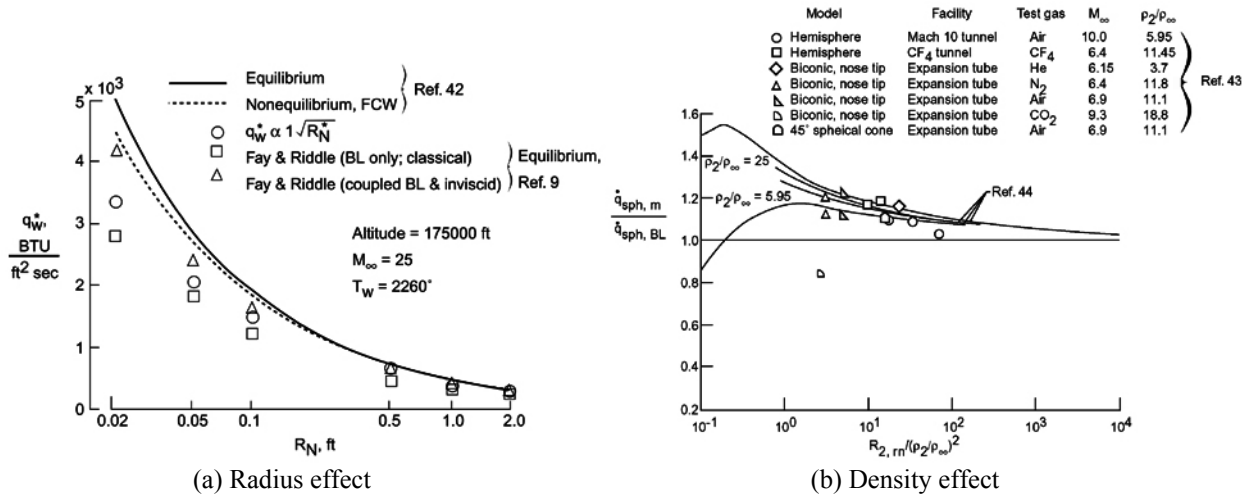 × 10³
5
4
3
2
1
0
q*_W,
BTU
ft² sec
Equilibrium
Nonequilibrium, FCW
Ref. 42
q*_W ∝ 1√R*_N
Fay & Riddle (BL only; classical)
Fay & Riddle (coupled BL & inviscid)
Equilibrium,
Ref. 9
Altitude = 175000 ft
M∞ = 25
T_W = 2260°
0.02 0.05 0.1 0.5 1.0 2.0
R_N, ft
(a) Radius effect
Model Facility Test gas M∞ ρ₂/ρ∞
Hemisphere Mach 10 tunnel Air 10.0 5.95
Hemisphere CF₄ tunnel CF₄ 6.4 11.45
Biconic, nose tip Expansion tube He 6.15 3.7
Biconic, nose tip Expansion tube N₂ 6.4 11.8
Biconic, nose tip Expansion tube Air 6.9 11.1
Biconic, nose tip Expansion tube CO₂ 9.3 18.8
45° spheical cone Expansion tube Air 6.9 11.1
Ref. 43
1.6
1.4
1.2
1.0
0.8
0.6
0.4
0.2
q̇sph, m
q̇sph, BL
ρ₂/ρ∞ = 25
ρ₂/ρ∞ = 5.95
Ref. 44
10⁻¹ 10⁰ 10¹ 10² 10³ 10⁴
R₂, rn/(ρ₂/ρ∞)²
(b) Density effect